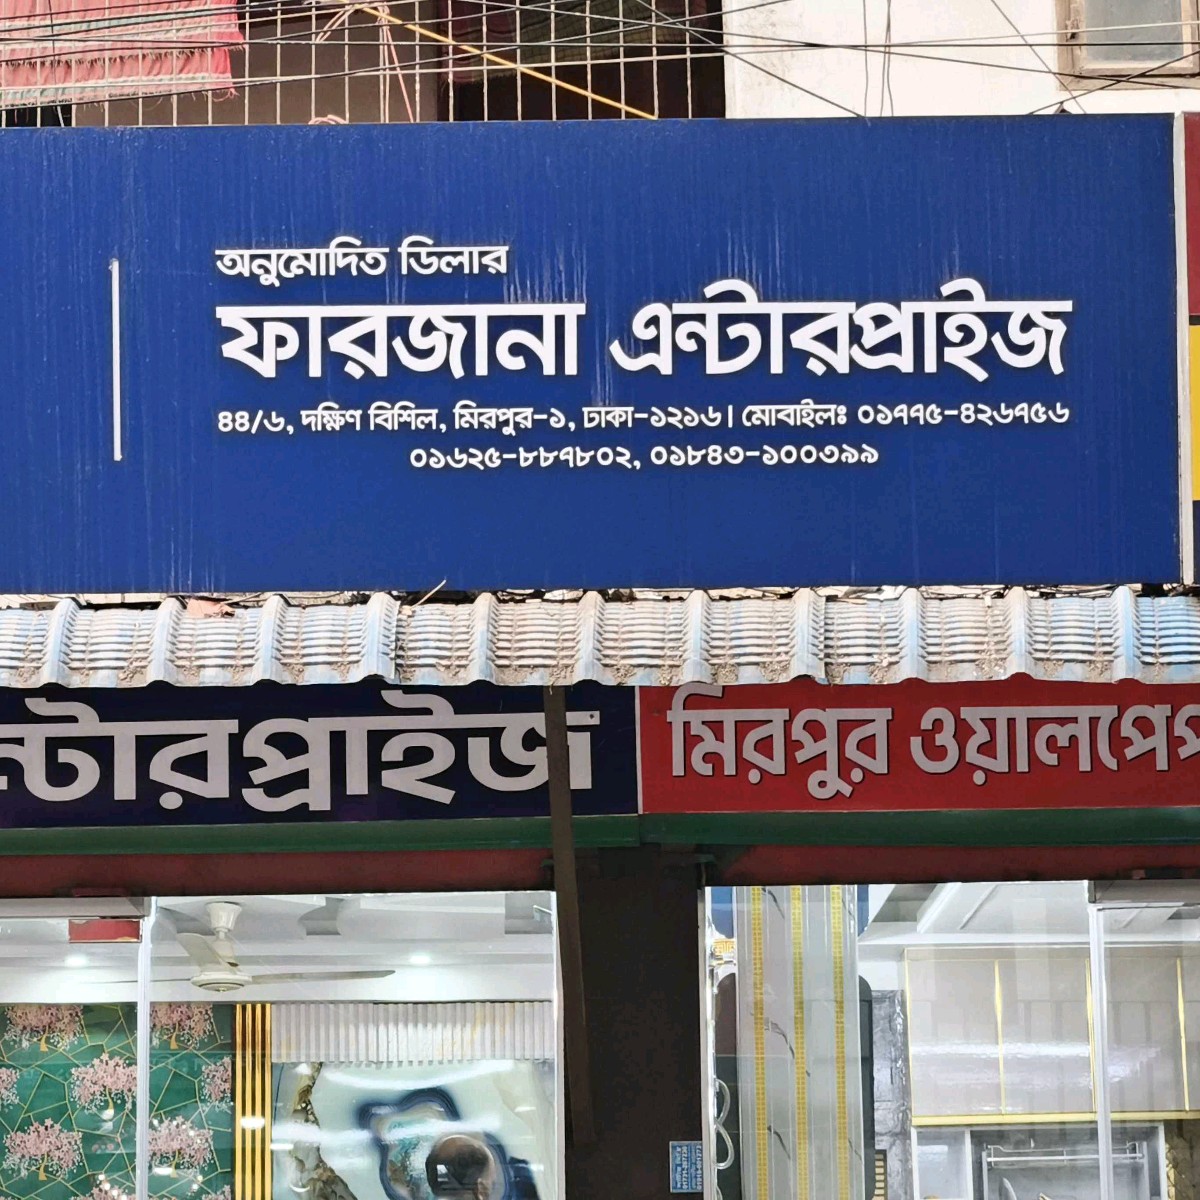 অনুমোদিত ডিলার
ফারজানা এন্টারপ্রাইজ
৪৪/৬, দক্ষিণ বিশিল, মিরপুর-১, ঢাকা-১২১৬। মোবাইলঃ ০১৭৭৫-৪২৬৭৫৬
০১৬২৫-৮৮৭৮০২, ০১৮৪৩-১০০৩৯৯
ন্টারপ্রাইজ
মিরপুর ওয়ালপেপ